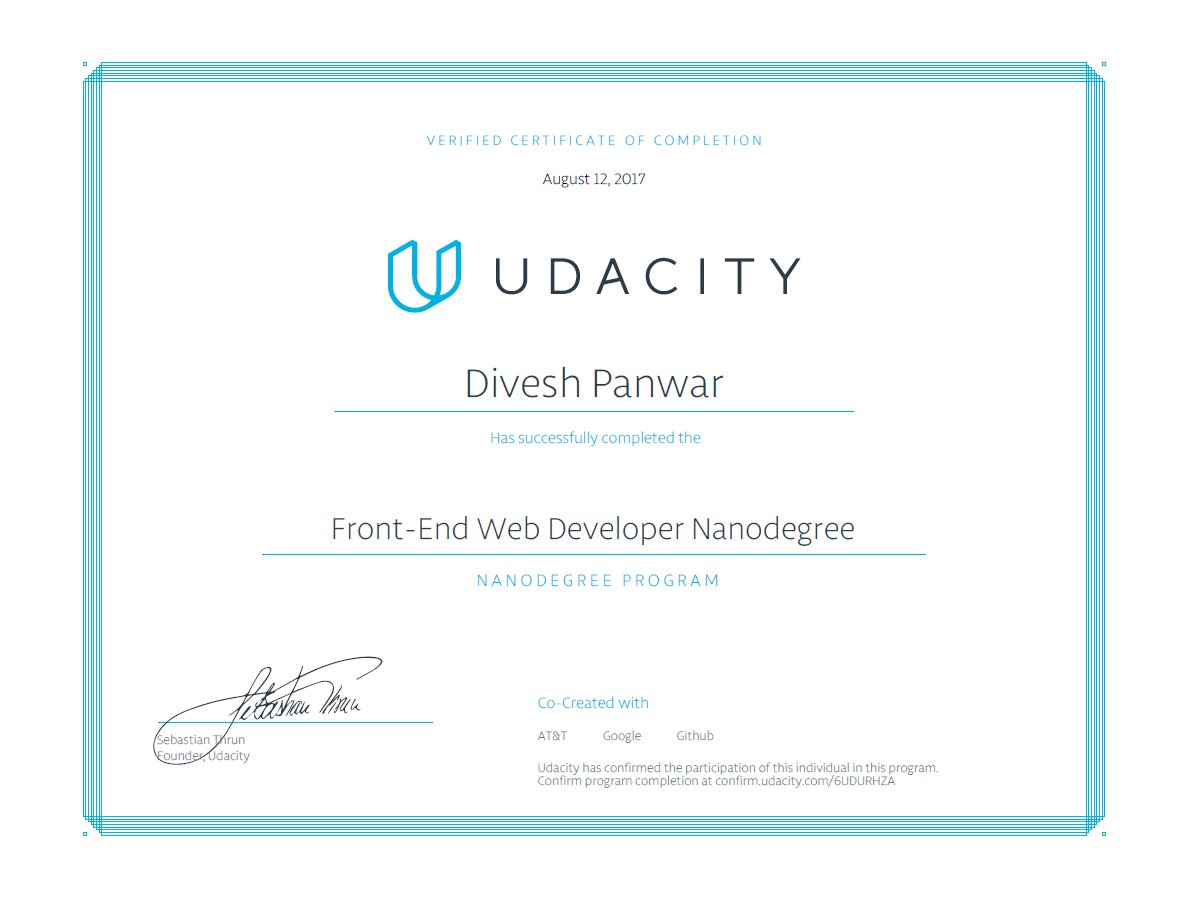 VERIFIED CERTIFICATE OF COMPLETION
August 12, 2017
UDACITY
Divesh Panwar
Has successfully completed the
Front-End Web Developer Nanodegree
NANODEGREE PROGRAM
Sebastian Thrun
Sebastian Thrun
Founder, Udacity
Co-Created with
AT&T Google Github
Udacity has confirmed the participation of this individual in this program.
Confirm program completion at confirm.udacity.com/6UDURHZA